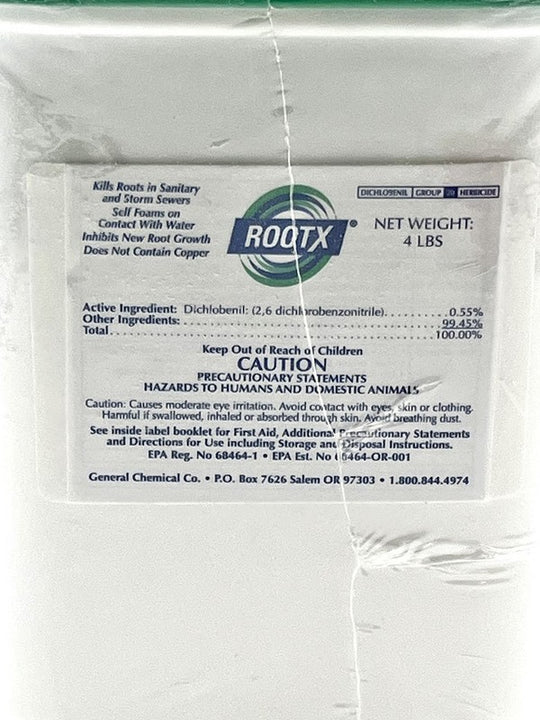 Kills Roots in Sanitary
and Storm Sewers
Self Foams on
Contact With Water
Inhibits New Root Growth
Does Not Contain Copper
ROOTX®
DICHLOBENIL GROUP 20 HERBICIDE
NET WEIGHT:
4 LBS
Active Ingredient: Dichlobenil: (2,6 dichlorobenzonitrile)..............0.55%
Other Ingredients:..............99.45%
Total..............100.00%
Keep Out of Reach of Children
CAUTION
PRECAUTIONARY STATEMENTS
HAZARDS TO HUMANS AND DOMESTIC ANIMALS
Caution: Causes moderate eye irritation. Avoid contact with eyes, skin or clothing.
Harmful if swallowed, inhaled or absorbed through skin. Avoid breathing dust.
See inside label booklet for First Aid, Additional Precautionary Statements
and Directions for Use including Storage and Disposal Instructions.
EPA Reg. No 68464-1 • EPA Est. No 6464-OR-001
General Chemical Co. • P.O. Box 7626 Salem OR 97303 • 1.800.844.4974